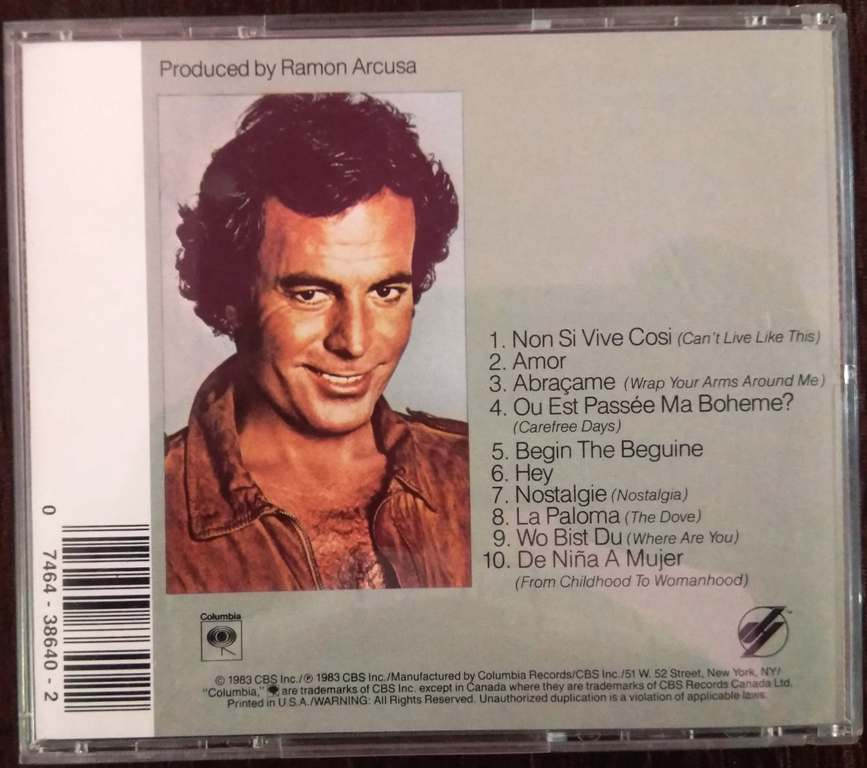 Produced by Ramon Arcusa
1. Non Si Vive Cosi (Can't Live Like This)
2. Amor
3. Abraçame (Wrap Your Arms Around Me)
4. Ou Est Passée Ma Boheme?
(Carefree Days)
5. Begin The Beguine
6. Hey
7. Nostalgie (Nostalgia)
8. La Paloma (The Dove)
9. Wo Bist Du (Where Are You)
10. De Niña A Mujer
(From Childhood To Womanhood)
0 7464-38640-2
Columbia
TM
© 1983 CBS Inc./℗ 1983 CBS Inc./Manufactured by Columbia Records/CBS Inc./51 W. 52 Street, New York, NY/
"Columbia," are trademarks of CBS Inc. except in Canada where they are trademarks of CBS Records Canada Ltd.
Printed in U.S.A./WARNING: All Rights Reserved. Unauthorized duplication is a violation of applicable laws.